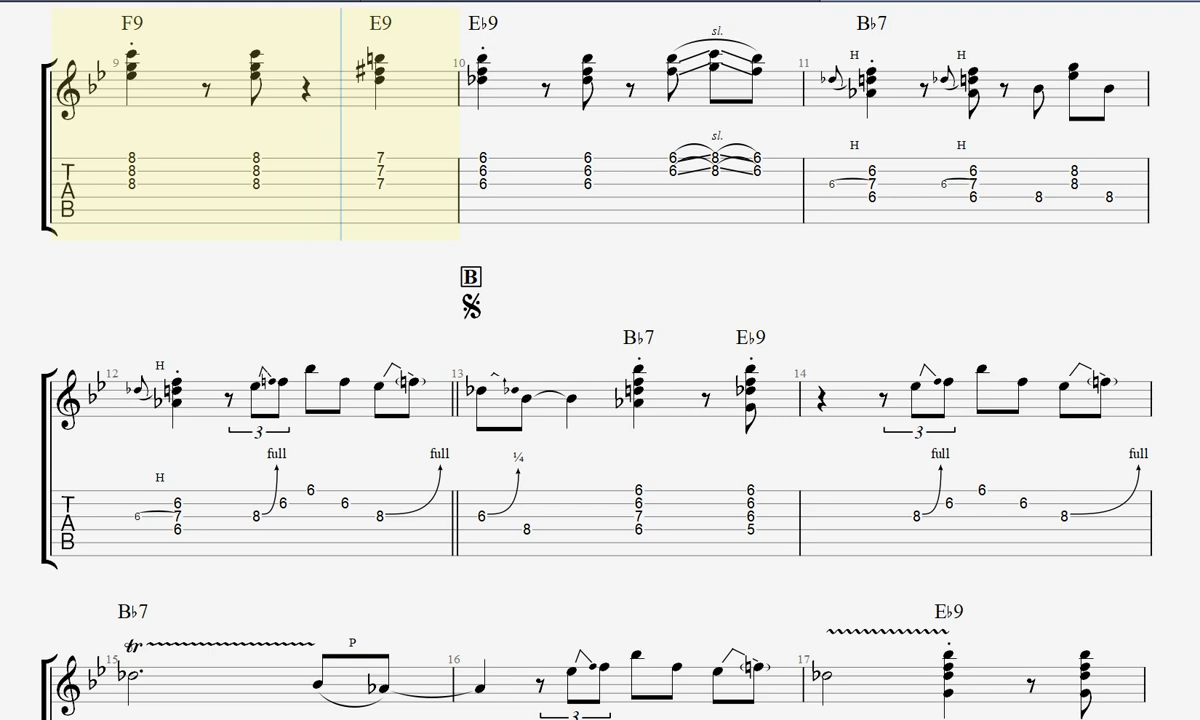 F9 E9 E♭9 B♭7
sl.
9 10 11
H H
sl.
H H
8 8 7 6 6 6 8 6 6 6
8 8 7 6 6 6 8 6 6 7 6 7 8
8 8 7 6 6 6 6 8
6 6 8 8
T
A
B
B
B♭7 E♭9
12 H 13 14
3 3
full full ¼ full full
H
6 6 6 6
6 6 6 6 6 6 6
6 7 8 8 6 7 6 8 8
6 8 6 5
T
A
B
B♭7 E♭9
tr P
15 16 17
3